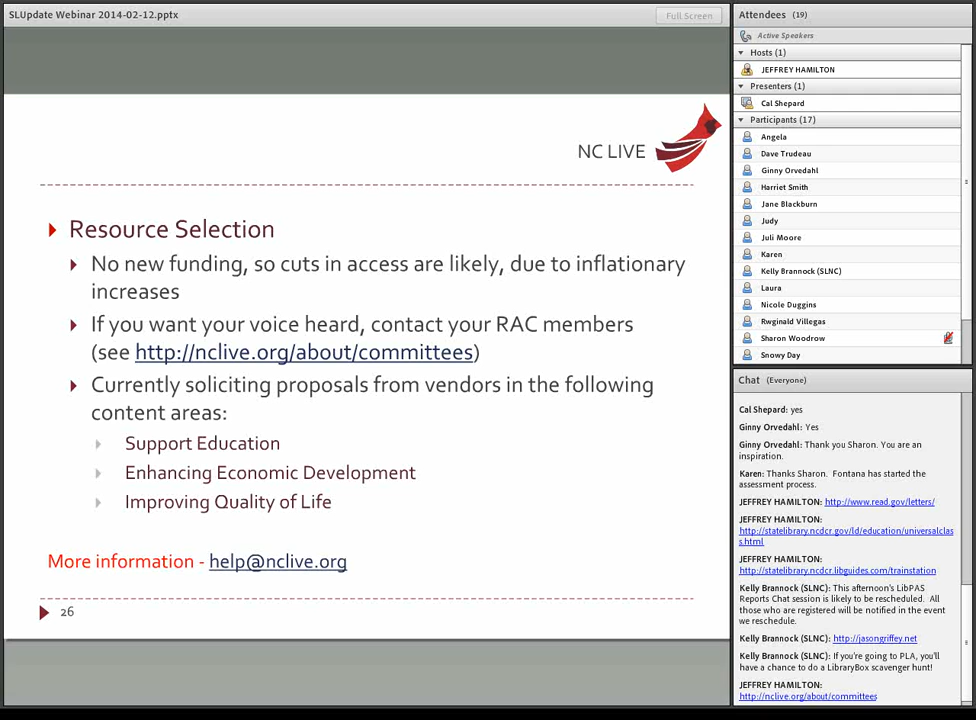 SLUpdate Webinar 2014-02-12.pptx
Full Screen
NC LIVE
Resource Selection
No new funding, so cuts in access are likely, due to inflationary
increases
If you want your voice heard, contact your RAC members
(see http://nclive.org/about/committees)
Currently soliciting proposals from vendors in the following
content areas:
Support Education
Enhancing Economic Development
Improving Quality of Life
More information - help@nclive.org
26
Attendees (19)
Active Speakers
Hosts (1)
JEFFREY HAMILTON
Presenters (1)
Cal Shepard
Participants (17)
Angela
Dave Trudeau
Ginny Orvedahl
Harriet Smith
Jane Blackburn
Judy
Juli Moore
Karen
Kelly Brannock (SLNC)
Laura
Nicole Duggins
Rwginald Villegas
Sharon Woodrow
Snowy Day
Chat (Everyone)
Cal Shepard: yes
Ginny Orvedahl: Yes
Ginny Orvedahl: Thank you Sharon. You are an
inspiration.
Karen: Thanks Sharon. Fontana has started the
assessment process.
JEFFREY HAMILTON: http://www.read.gov/letters/
JEFFREY HAMILTON:
http://statelibrary.ncdcr.gov/ld/education/universalclas
s.html
JEFFREY HAMILTON:
http://statelibrary.ncdcr.libguides.com/trainstation
Kelly Brannock (SLNC): This afternoon's LibPAS
Reports Chat session is likely to be rescheduled. All
those who are registered will be notified in the event
we reschedule.
Kelly Brannock (SLNC): http://jasongriffey.net
Kelly Brannock (SLNC): If you're going to PLA, you'll
have a chance to do a LibraryBox scavenger hunt!
JEFFREY HAMILTON:
http://nclive.org/about/committees